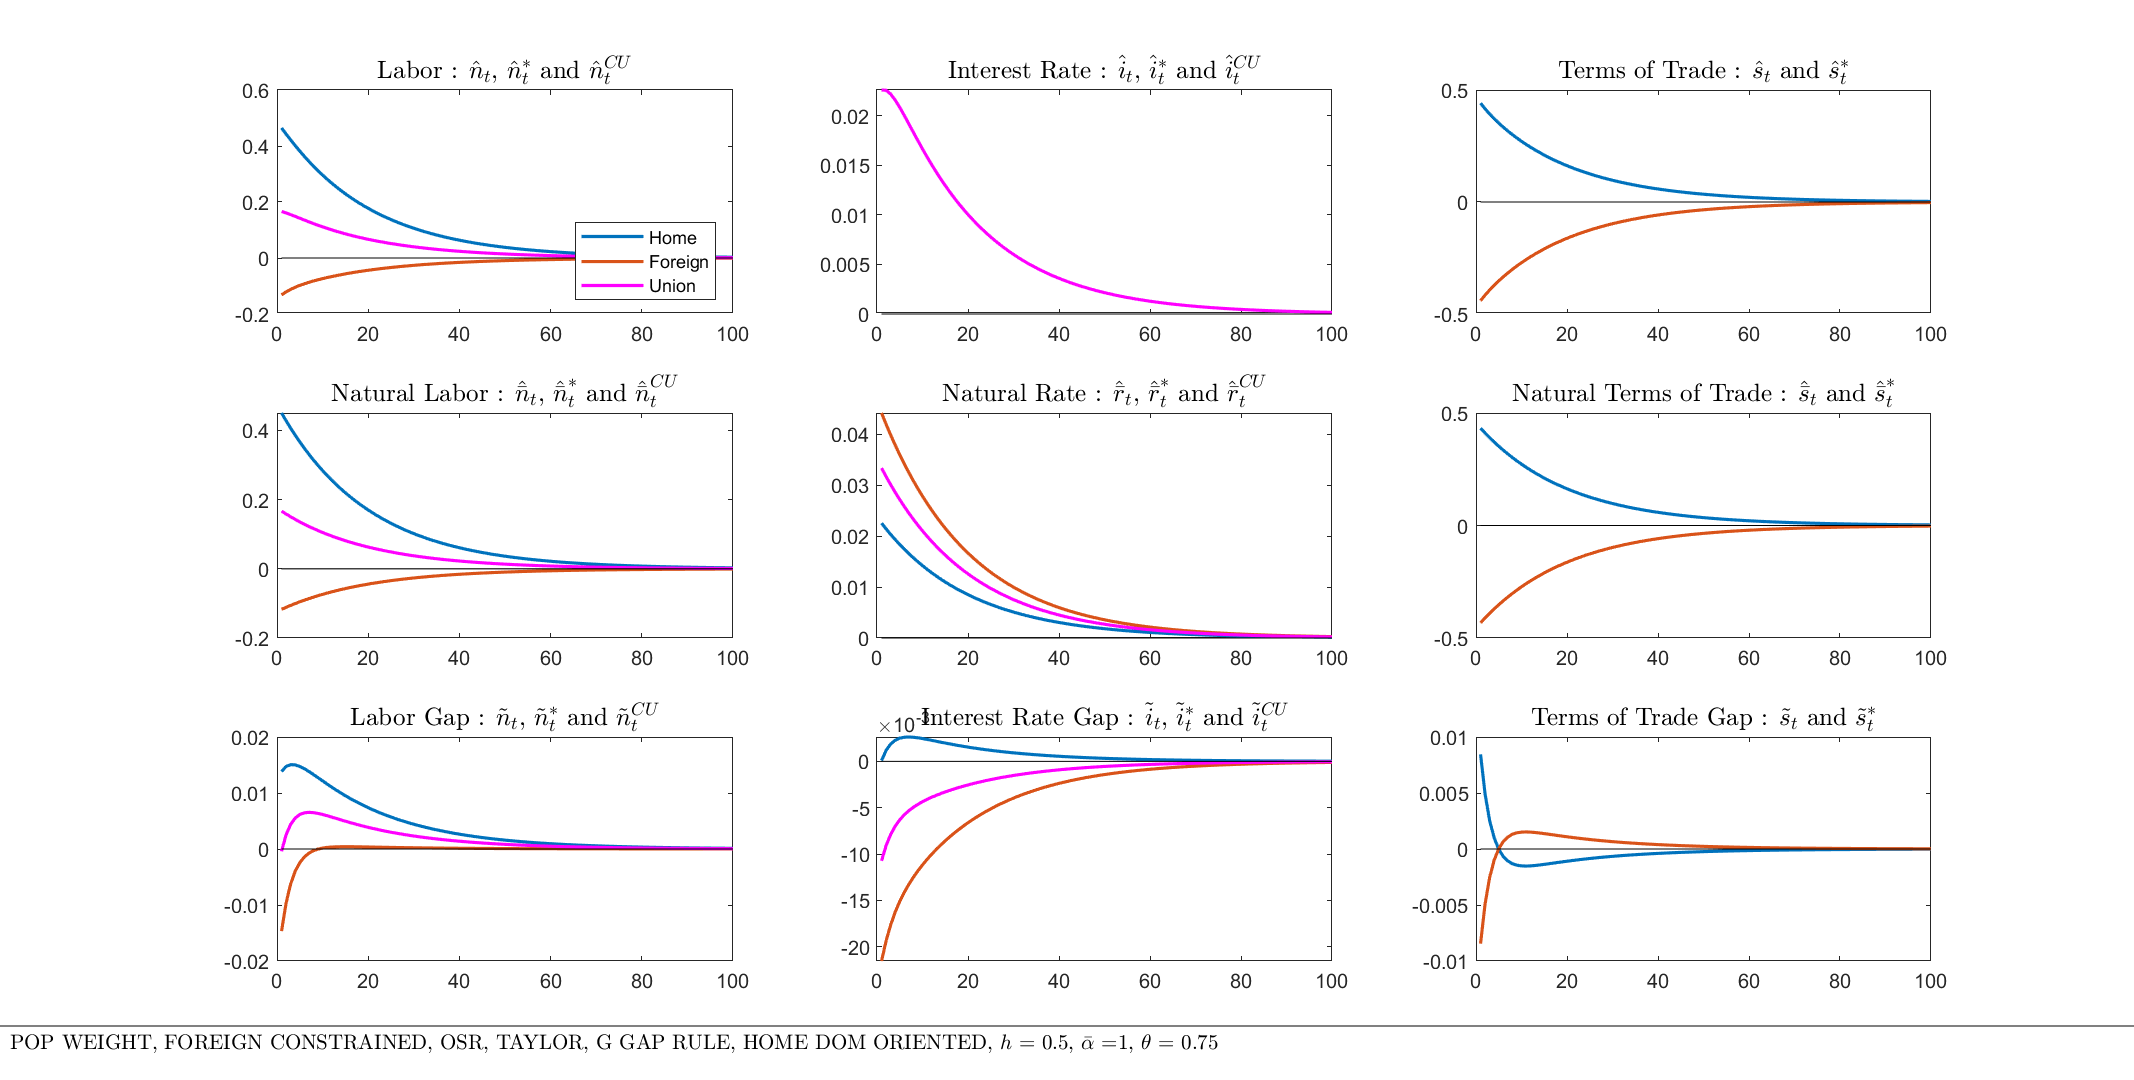 Labor : n̂ₜ, n̂ₜ* and n̂ₜᶜᵁ
0.6
0.4
0.2
0
-0.2
0 20 40 60 80 100
Home
Foreign
Union
Interest Rate : îₜ, îₜ* and îₜᶜᵁ
0.02
0.015
0.01
0.005
0
0 20 40 60 80 100
Terms of Trade : ŝₜ and ŝₜ*
0.5
0
-0.5
0 20 40 60 80 100
Natural Labor : n̄̂ₜ, n̄̂ₜ* and n̄̂ₜᶜᵁ
0.4
0.2
0
-0.2
0 20 40 60 80 100
Natural Rate : r̄̂ₜ, r̄̂ₜ* and r̄̂ₜᶜᵁ
0.04
0.03
0.02
0.01
0
0 20 40 60 80 100
Natural Terms of Trade : s̄̂ₜ and s̄̂ₜ*
0.5
0
-0.5
0 20 40 60 80 100
Labor Gap : ñₜ, ñₜ* and ñₜᶜᵁ
0.02
0.01
0
-0.01
-0.02
0 20 40 60 80 100
Interest Rate Gap : ĩₜ, ĩₜ* and ĩₜᶜᵁ
0
-5
-10
-15
-20
0 20 40 60 80 100
Terms of Trade Gap : s̃ₜ and s̃ₜ*
0.01
0.005
0
-0.005
-0.01
0 20 40 60 80 100
POP WEIGHT, FOREIGN CONSTRAINED, OSR, TAYLOR, G GAP RULE, HOME DOM ORIENTED, h = 0.5, ᾱ =1, θ = 0.75